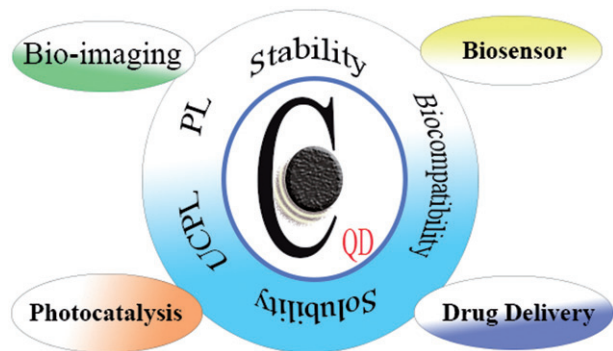 Bio-imaging
Stability
Biosensor
PL
Biocompatibility
C
QD
UCPL
Solubility
Photocatalysis
Drug Delivery